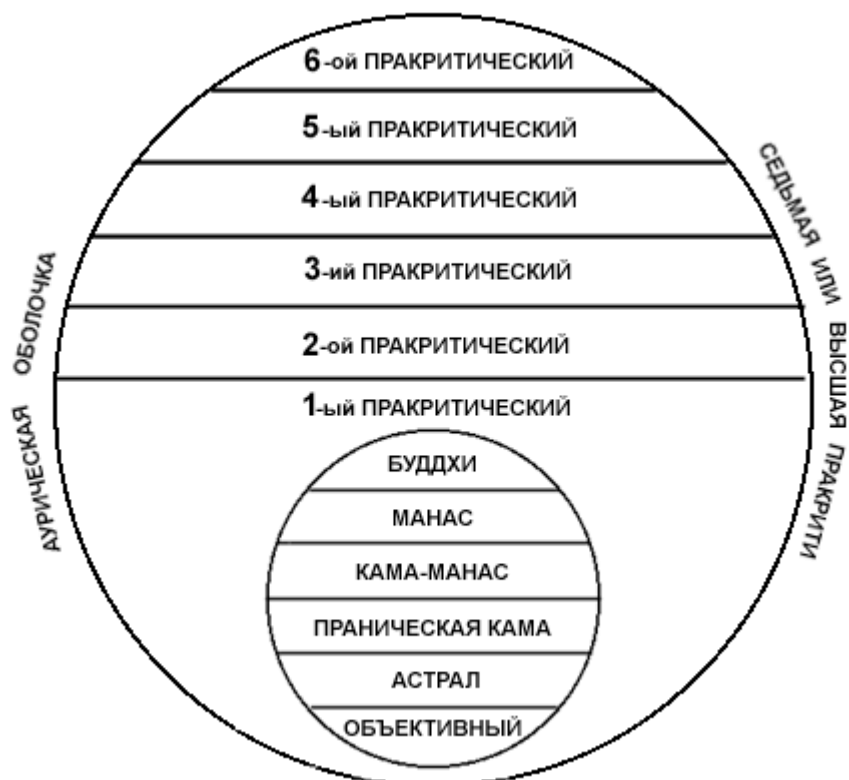 6-ой ПРАКРИТИЧЕСКИЙ
5-ый ПРАКРИТИЧЕСКИЙ
4-ый ПРАКРИТИЧЕСКИЙ
3-ий ПРАКРИТИЧЕСКИЙ
2-ой ПРАКРИТИЧЕСКИЙ
1-ый ПРАКРИТИЧЕСКИЙ
БУДДХИ
МАНАС
КАМА-МАНАС
ПРАНИЧЕСКАЯ КАМА
АСТРАЛ
ОБЪЕКТИВНЫЙ
АУРИЧЕСКАЯ ОБОЛОЧКА
СЕДЬМАЯ ИЛИ ВЫСШАЯ ПРАКРИТИ